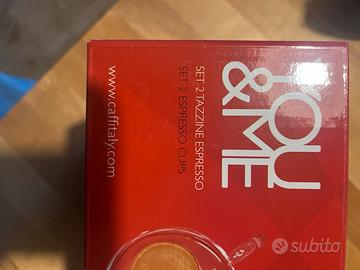 YOU
&ME
SET 2 TAZZINE ESPRESSO
SET 2 ESPRESSO CUPS
www.caffitaly.com
subito